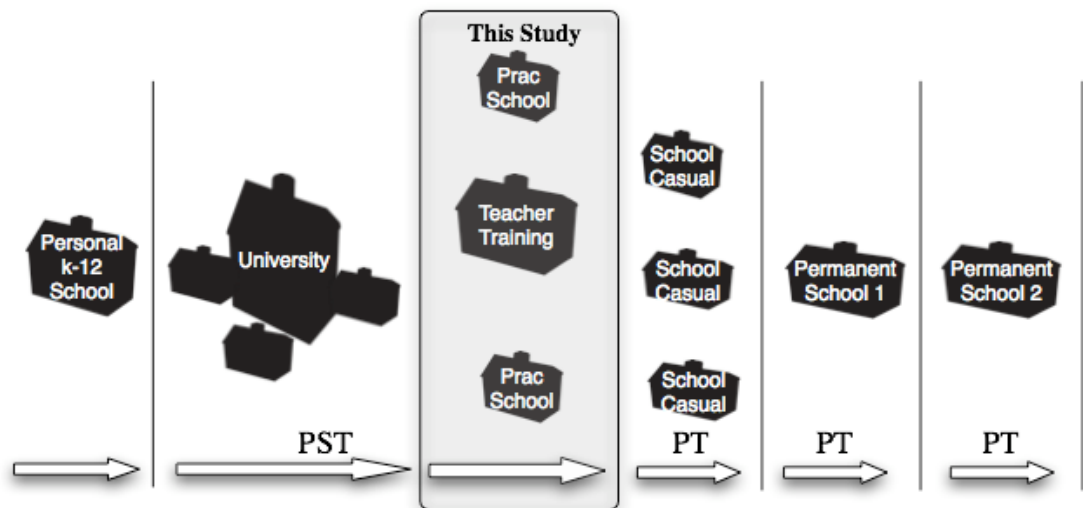 This Study
Prac
School
School
Casual
Personal
k-12
School
University
Teacher
Training
School
Casual
Permanent
School 1
Permanent
School 2
Prac
School
School
Casual
PST
PT
PT
PT